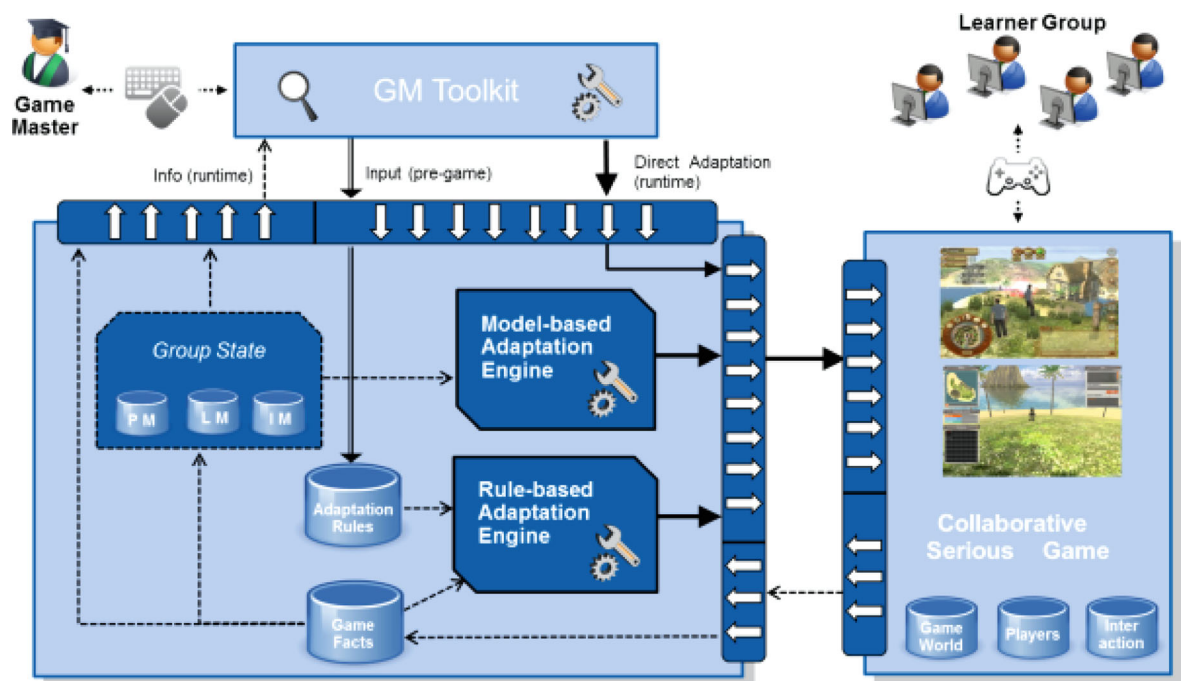 Learner Group
Game
Master
GM Toolkit
Info (runtime)
Input (pre-game)
Direct Adaptation
(runtime)
Group State
P M
L M
I M
Model-based
Adaptation
Engine
Adaptation
Rules
Rule-based
Adaptation
Engine
Game
Facts
Collaborative
Serious Game
Game
World
Players
Inter
action